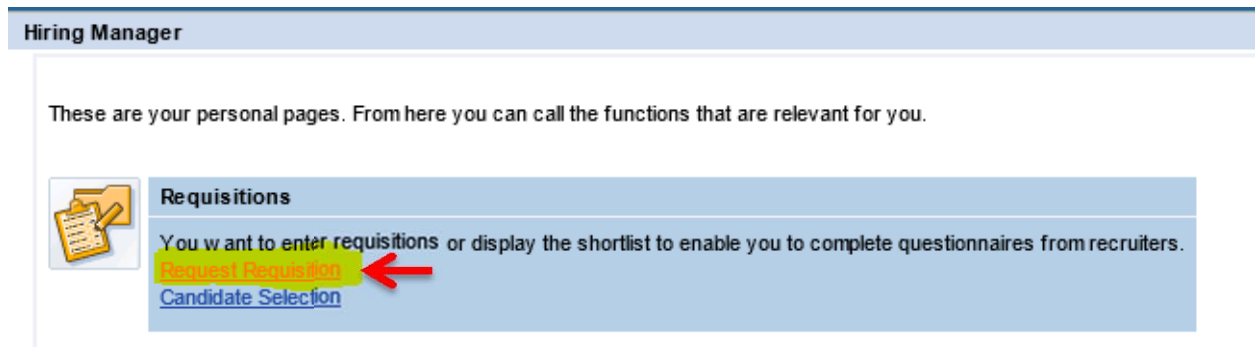 Hiring Manager
These are your personal pages. From here you can call the functions that are relevant for you.
Requisitions
You want to enter requisitions or display the shortlist to enable you to complete questionnaires from recruiters.
Request Requisition
Candidate Selection